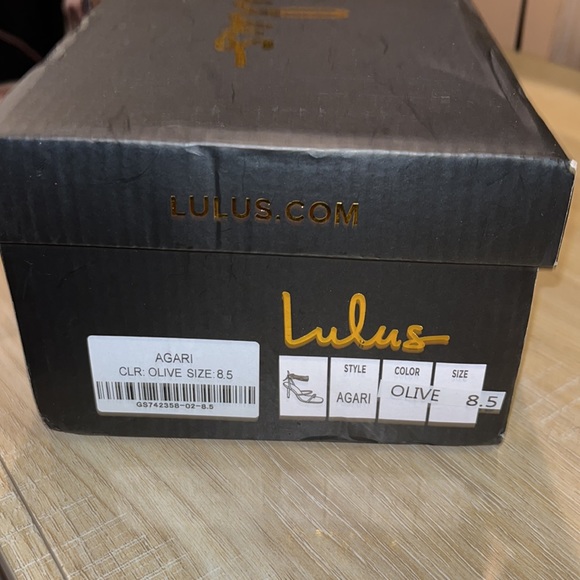 LULUS.COM
Lulus
AGARI
CLR: OLIVE SIZE:8.5
GS742358-02-8.5
STYLE COLOR SIZE
AGARI OLIVE 8.5